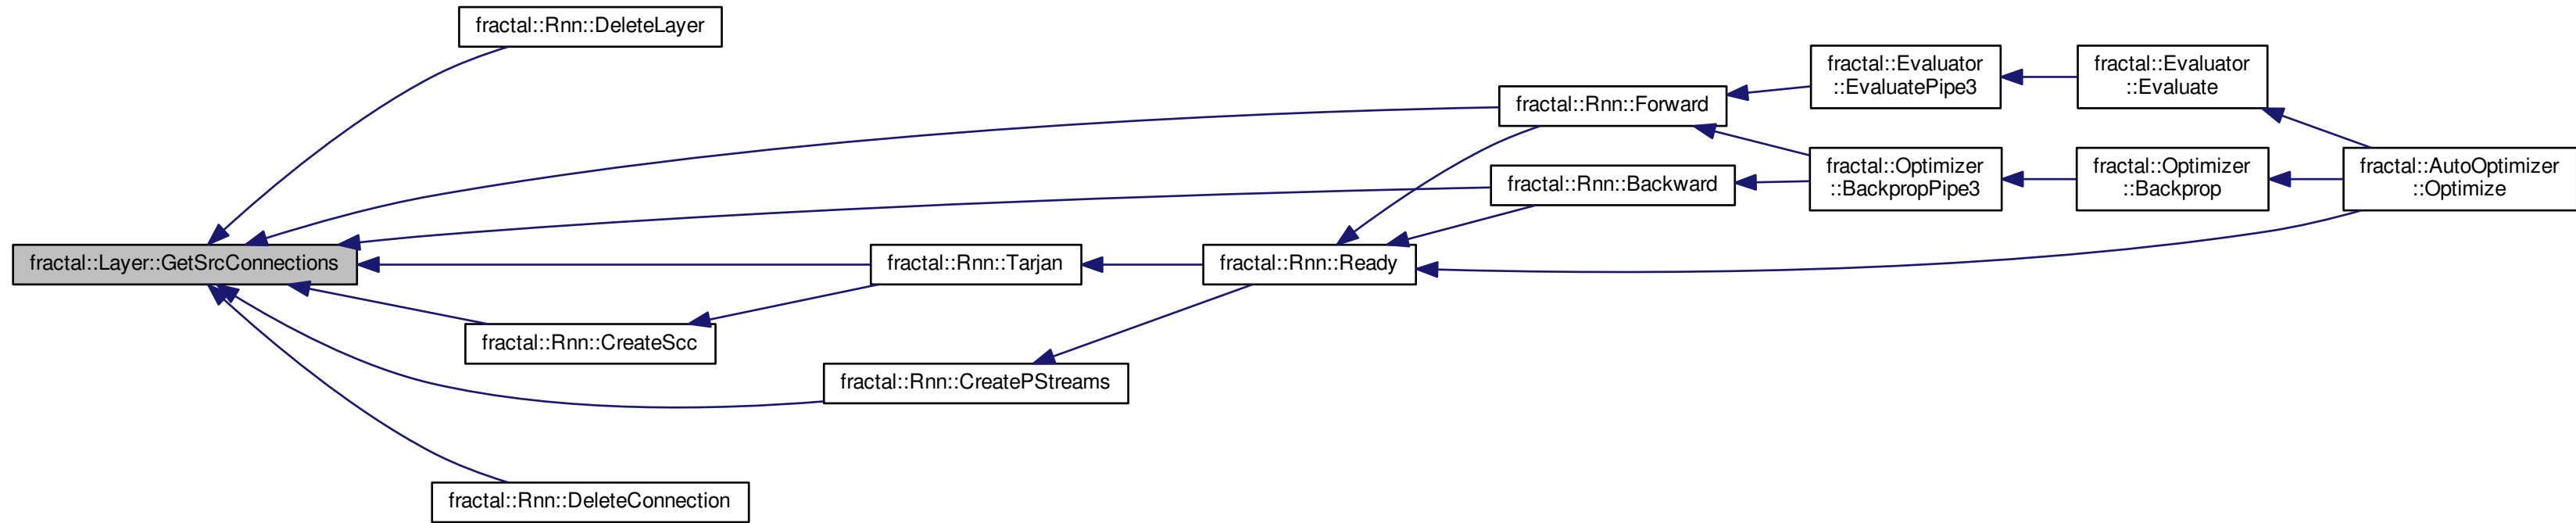 fractal::Rnn::DeleteLayer
fractal::Evaluator
::EvaluatePipe3
fractal::Evaluator
::Evaluate
fractal::Rnn::Forward
fractal::Optimizer
::BackpropPipe3
fractal::Optimizer
::Backprop
fractal::AutoOptimizer
::Optimize
fractal::Rnn::Backward
fractal::Layer::GetSrcConnections
fractal::Rnn::Tarjan
fractal::Rnn::Ready
fractal::Rnn::CreateScc
fractal::Rnn::CreatePStreams
fractal::Rnn::DeleteConnection